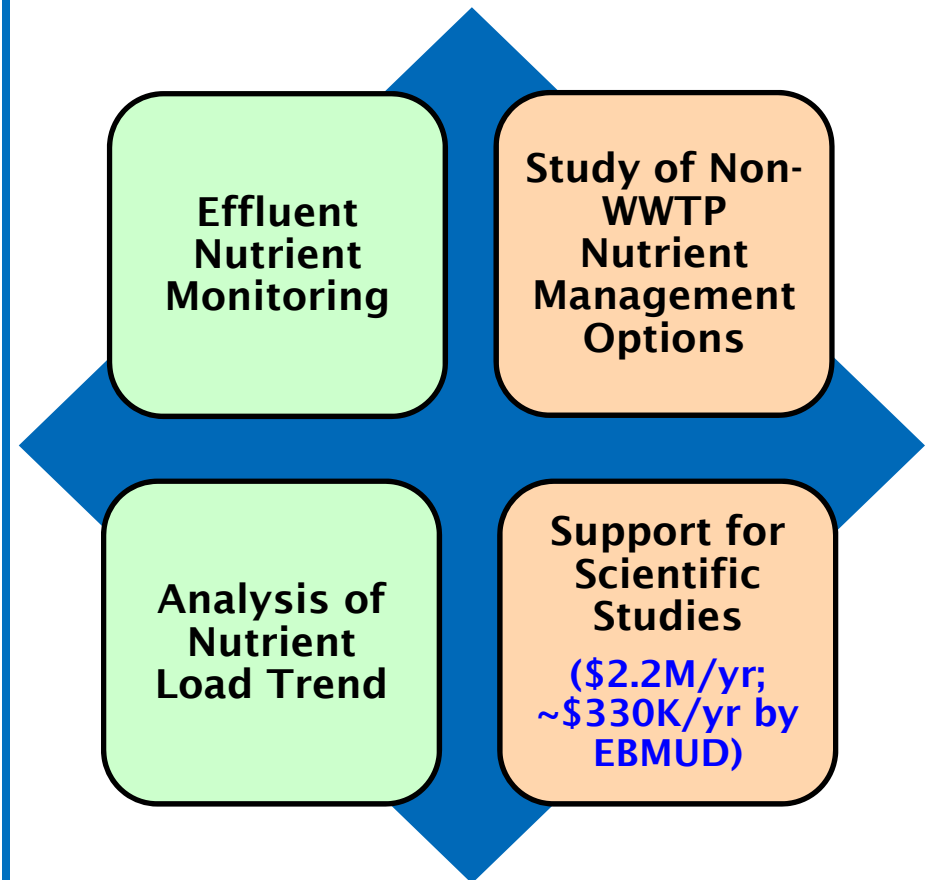 Effluent
Nutrient
Monitoring
Study of Non-
WWTP
Nutrient
Management
Options
Analysis of
Nutrient
Load Trend
Support for
Scientific
Studies
($2.2M/yr;
~$330K/yr by
EBMUD)